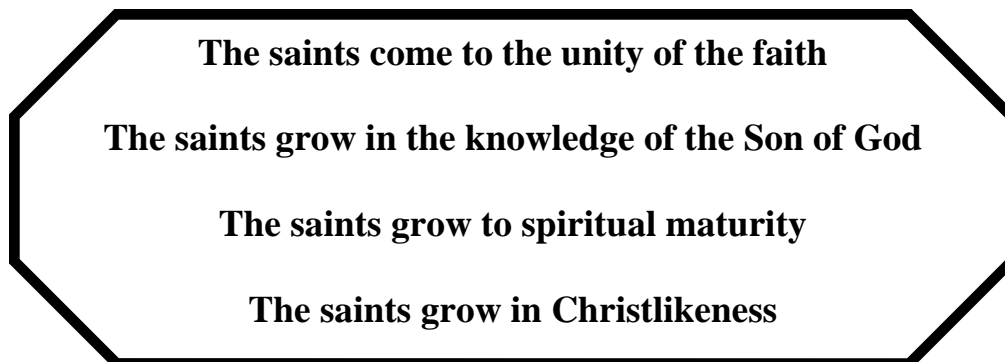 The saints come to the unity of the faith
The saints grow in the knowledge of the Son of God
The saints grow to spiritual maturity
The saints grow in Christlikeness